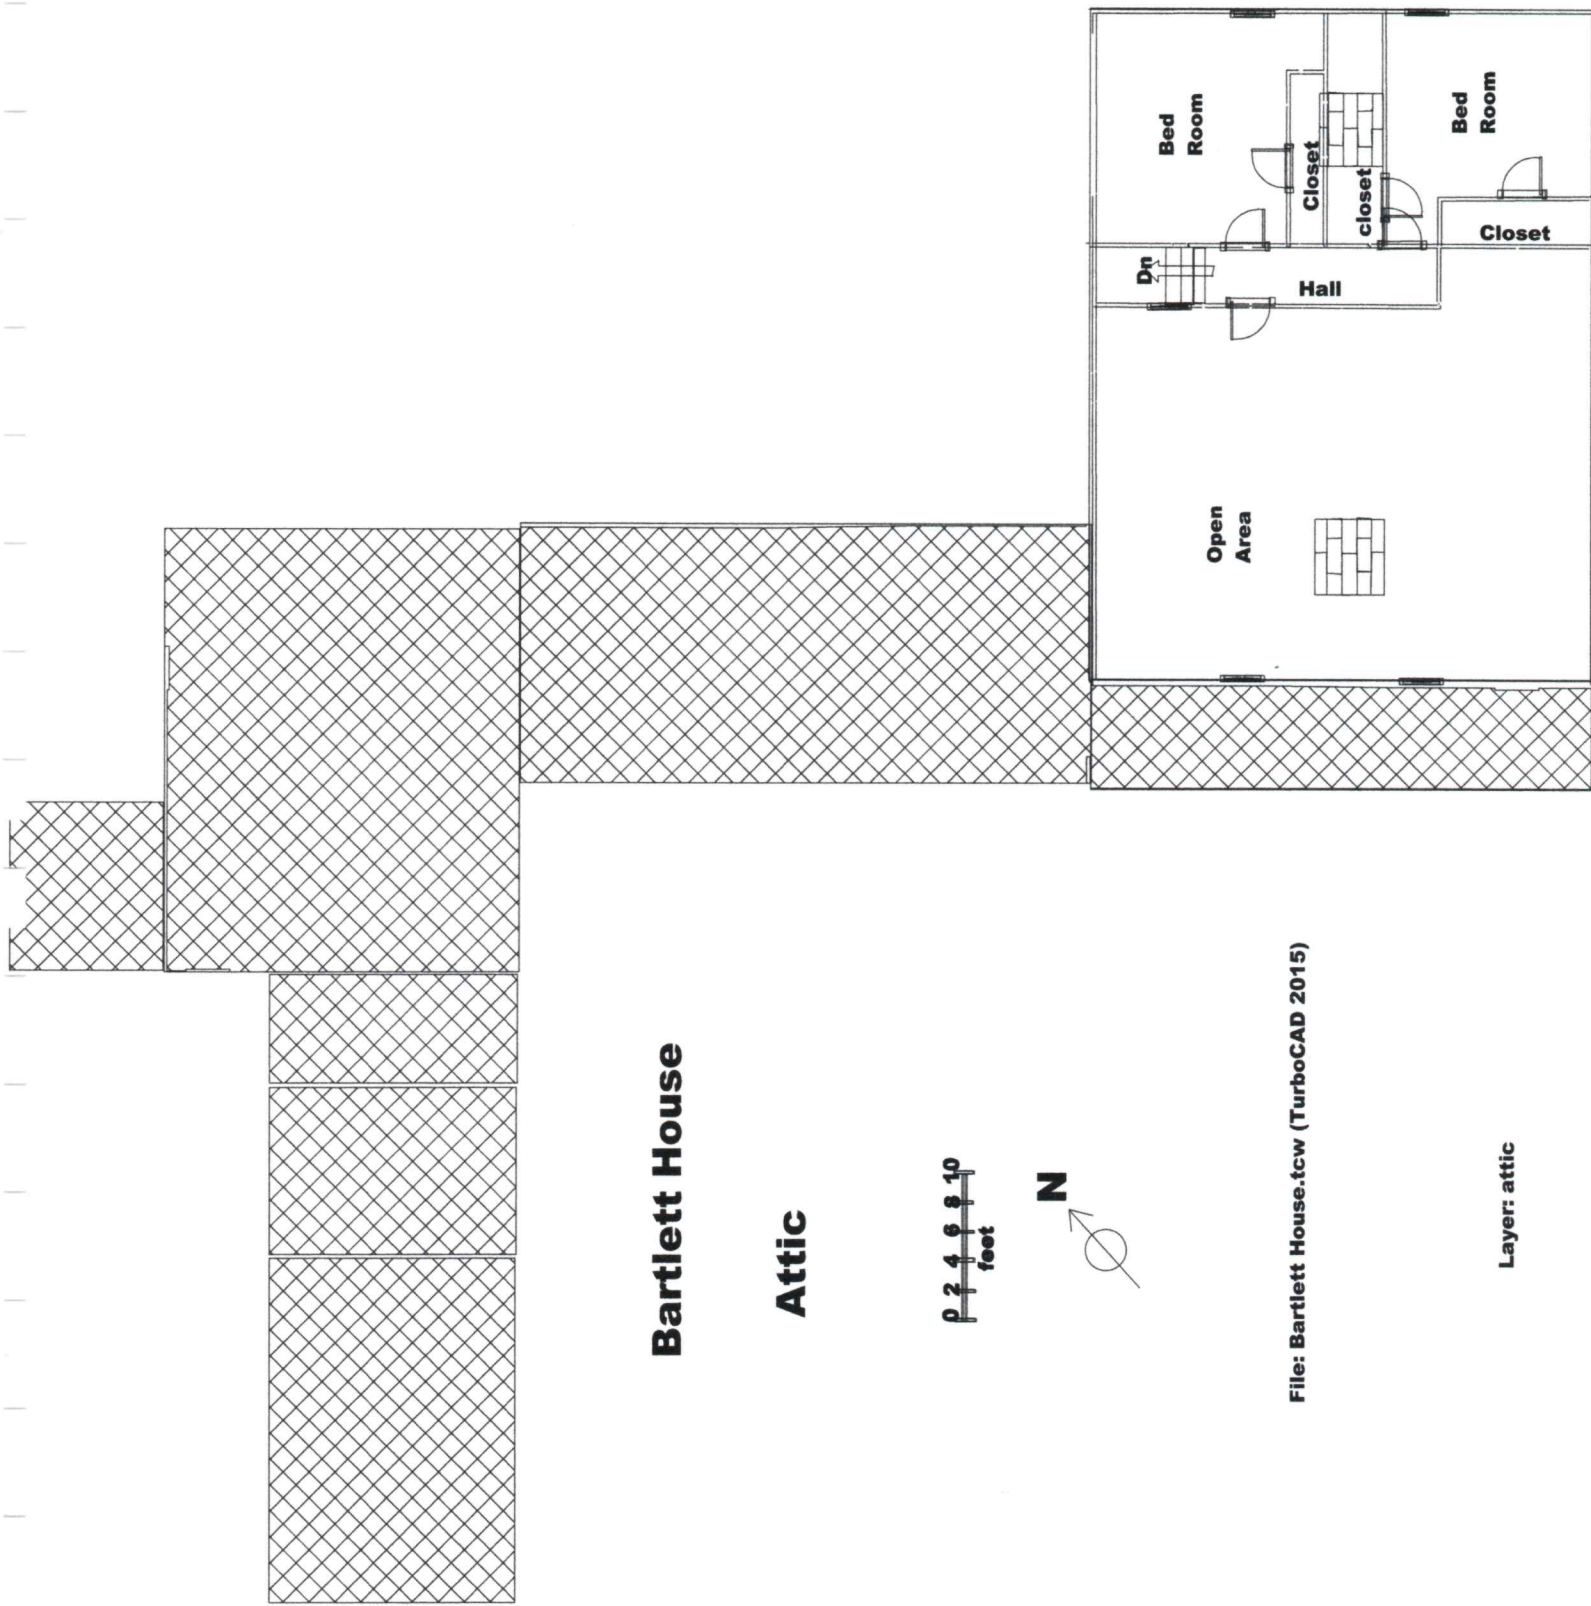 Bed
Room
Bed
Room
Closet
closet
Closet
Dn
Hall
Open
Area
Bartlett House
Attic
0 2 4 6 8 10
feet
N
File: Bartlett House.tcw (TurboCAD 2015)
Layer: attic